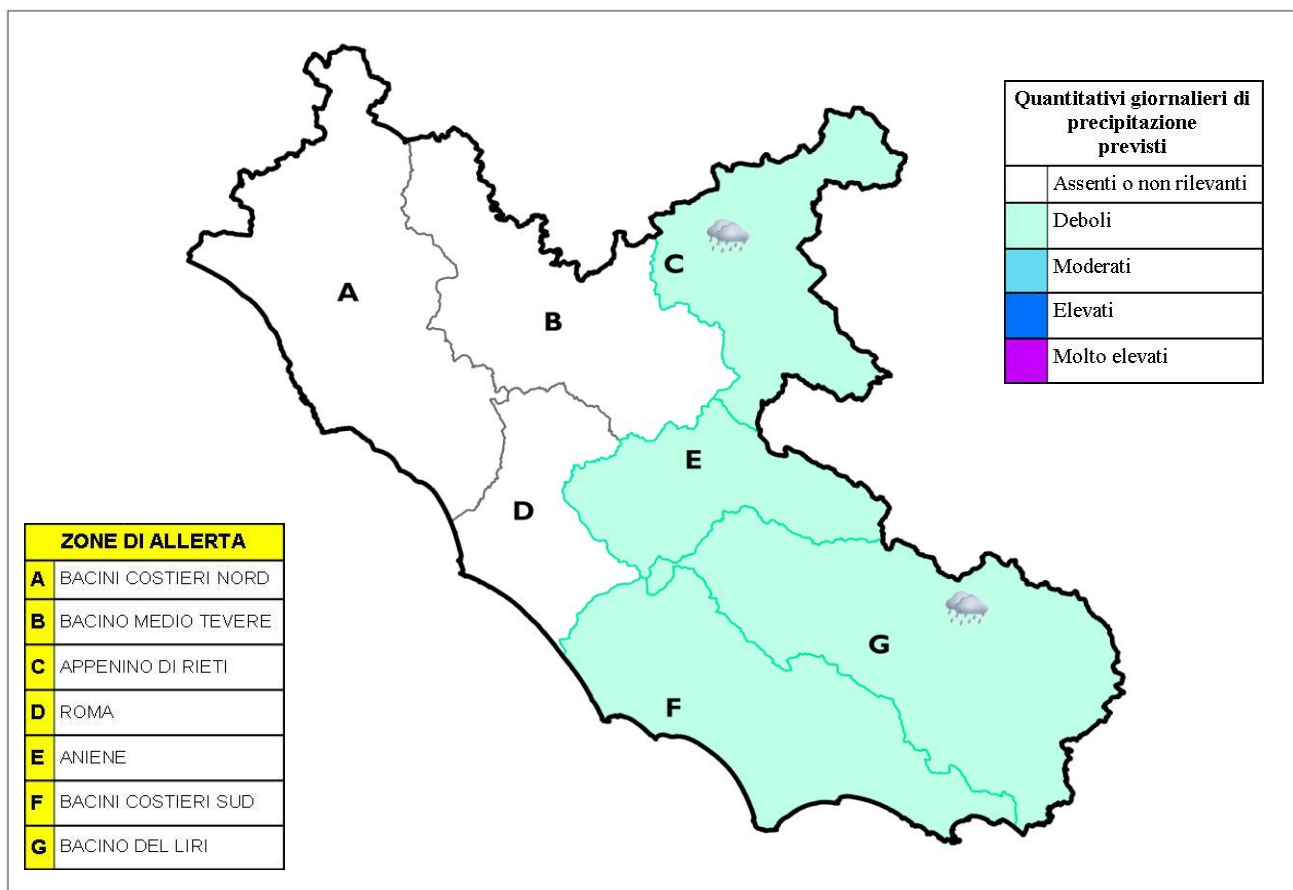 Quantitativi giornalieri di
precipitazione
previsti
Assenti o non rilevanti
Deboli
Moderati
Elevati
Molto elevati
A
B
C
D
E
F
G
ZONE DI ALLERTA
A BACINI COSTIERI NORD
B BACINO MEDIO TEVERE
C APPENINO DI RIETI
D ROMA
E ANIENE
F BACINI COSTIERI SUD
G BACINO DEL LIRI